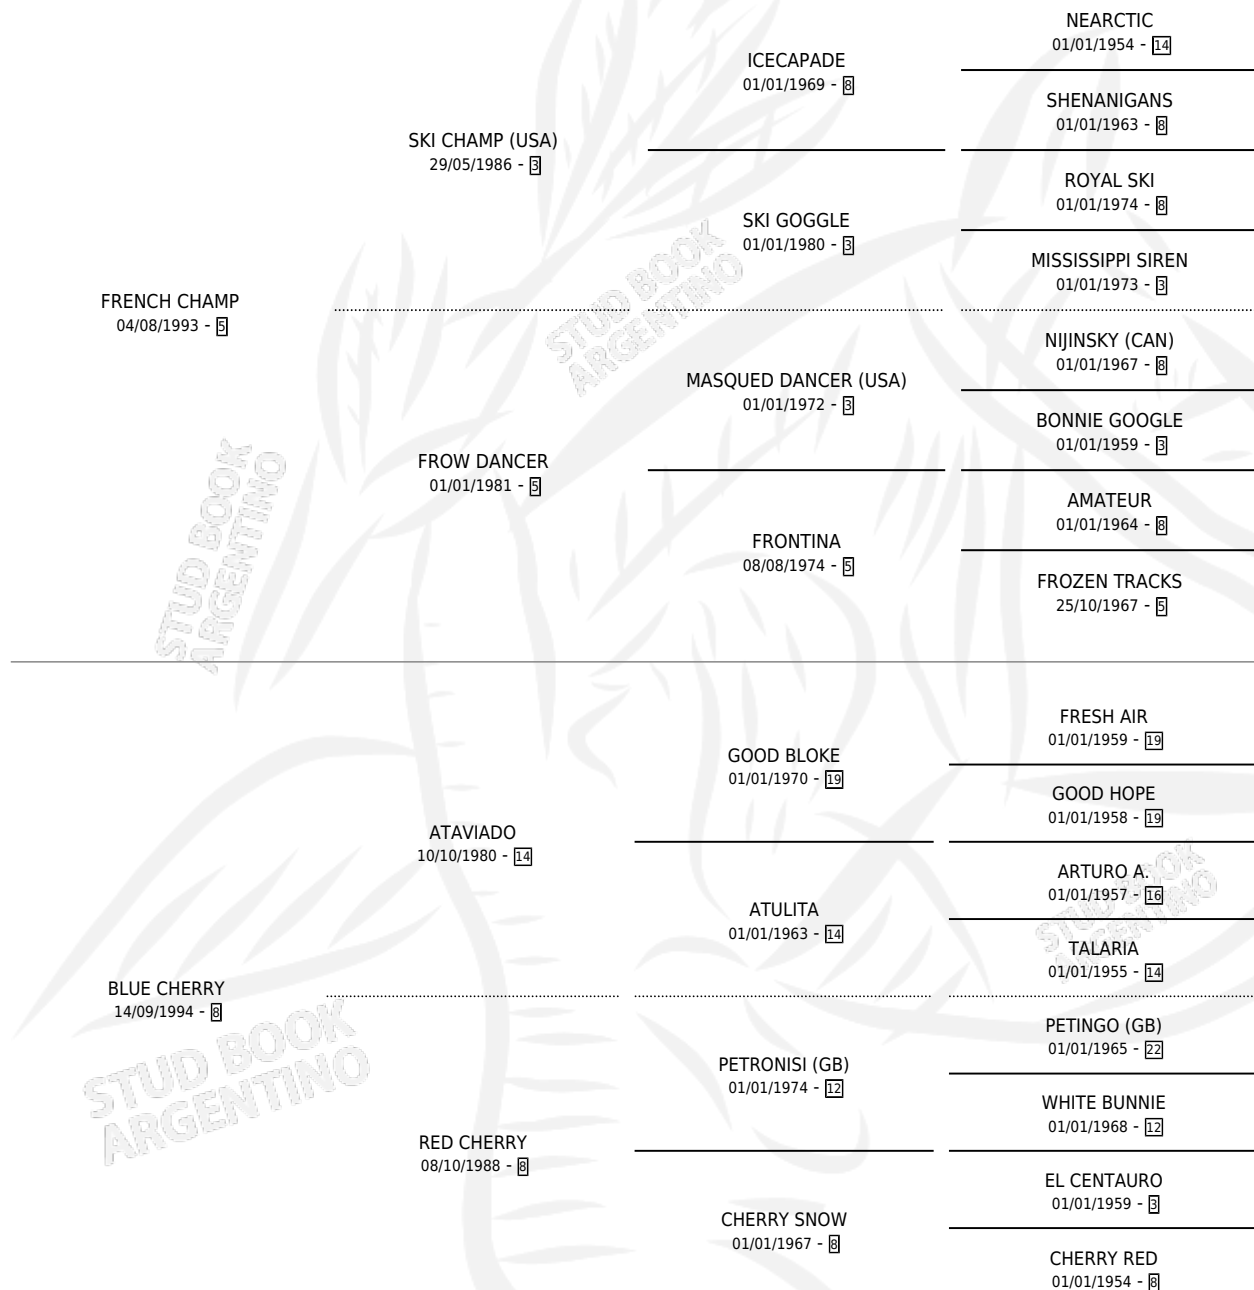 NEARCTIC
01/01/1954 - 14
ICECAPADE
01/01/1969 - 8
SHENANIGANS
01/01/1963 - 8
SKI CHAMP (USA)
29/05/1986 - 3
ROYAL SKI
01/01/1974 - 8
SKI GOGGLE
01/01/1980 - 3
MISSISSIPPI SIREN
01/01/1973 - 3
FRENCH CHAMP
04/08/1993 - 5
STUD BOOK
ARGENTINO
NIJINSKY (CAN)
01/01/1967 - 8
MASQUED DANCER (USA)
01/01/1972 - 3
BONNIE GOOGLE
01/01/1959 - 3
FROW DANCER
01/01/1981 - 5
AMATEUR
01/01/1964 - 8
FRONTINA
08/08/1974 - 5
FROZEN TRACKS
25/10/1967 - 5
STUD BOOK
ARGENTINO
FRESH AIR
01/01/1959 - 19
GOOD BLOKE
01/01/1970 - 19
GOOD HOPE
01/01/1958 - 19
ATAVIADO
10/10/1980 - 14
ARTURO A.
01/01/1957 - 16
ATULITA
01/01/1963 - 14
TALARIA
01/01/1955 - 14
STUD BOOK
ARGENTINO
BLUE CHERRY
14/09/1994 - 8
PETINGO (GB)
01/01/1965 - 22
PETRONISI (GB)
01/01/1974 - 12
WHITE BUNNIE
01/01/1968 - 12
RED CHERRY
08/10/1988 - 8
EL CENTAURO
01/01/1959 - 3
CHERRY SNOW
01/01/1967 - 8
CHERRY RED
01/01/1954 - 8
STUD BOOK
ARGENTINO